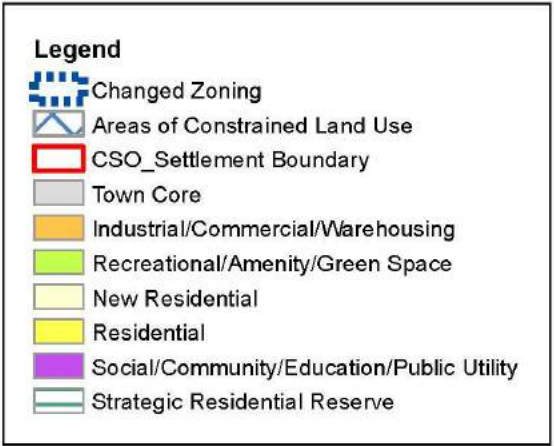 Legend
Changed Zoning
Areas of Constrained Land Use
CSO_Settlement Boundary
Town Core
Industrial/Commercial/Warehousing
Recreational/Amenity/Green Space
New Residential
Residential
Social/Community/Education/Public Utility
Strategic Residential Reserve